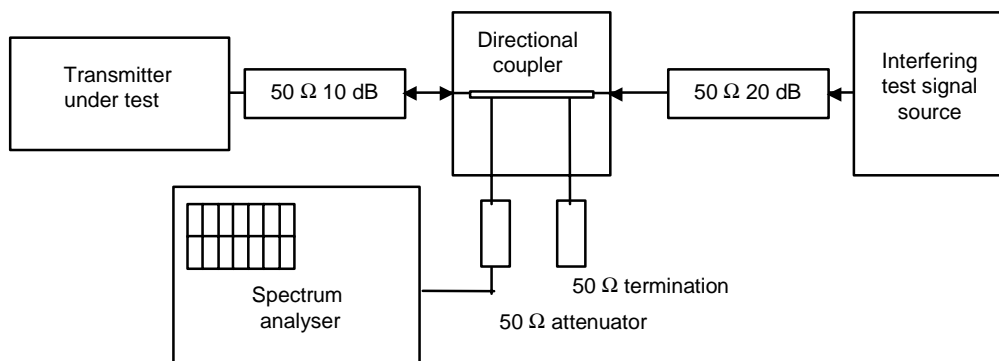 Transmitter
under test
50 Ω 10 dB
Directional
coupler
50 Ω 20 dB
Interfering
test signal
source
Spectrum
analyser
50 Ω termination
50 Ω attenuator